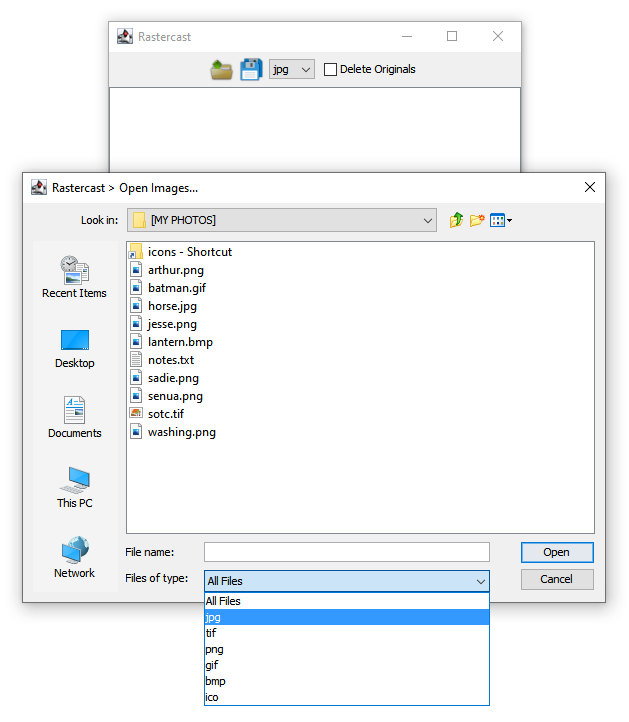 Rastercast
jpg
Delete Originals
Rastercast > Open Images...
Look in:
[MY PHOTOS]
Recent Items
Desktop
Documents
This PC
Network
icons - Shortcut
arthur.png
batman.gif
horse.jpg
jesse.png
lantern.bmp
notes.txt
sadie.png
senua.png
sotc.tif
washing.png
File name:
Open
Files of type:
All Files
Cancel
All Files
jpg
tif
png
gif
bmp
ico